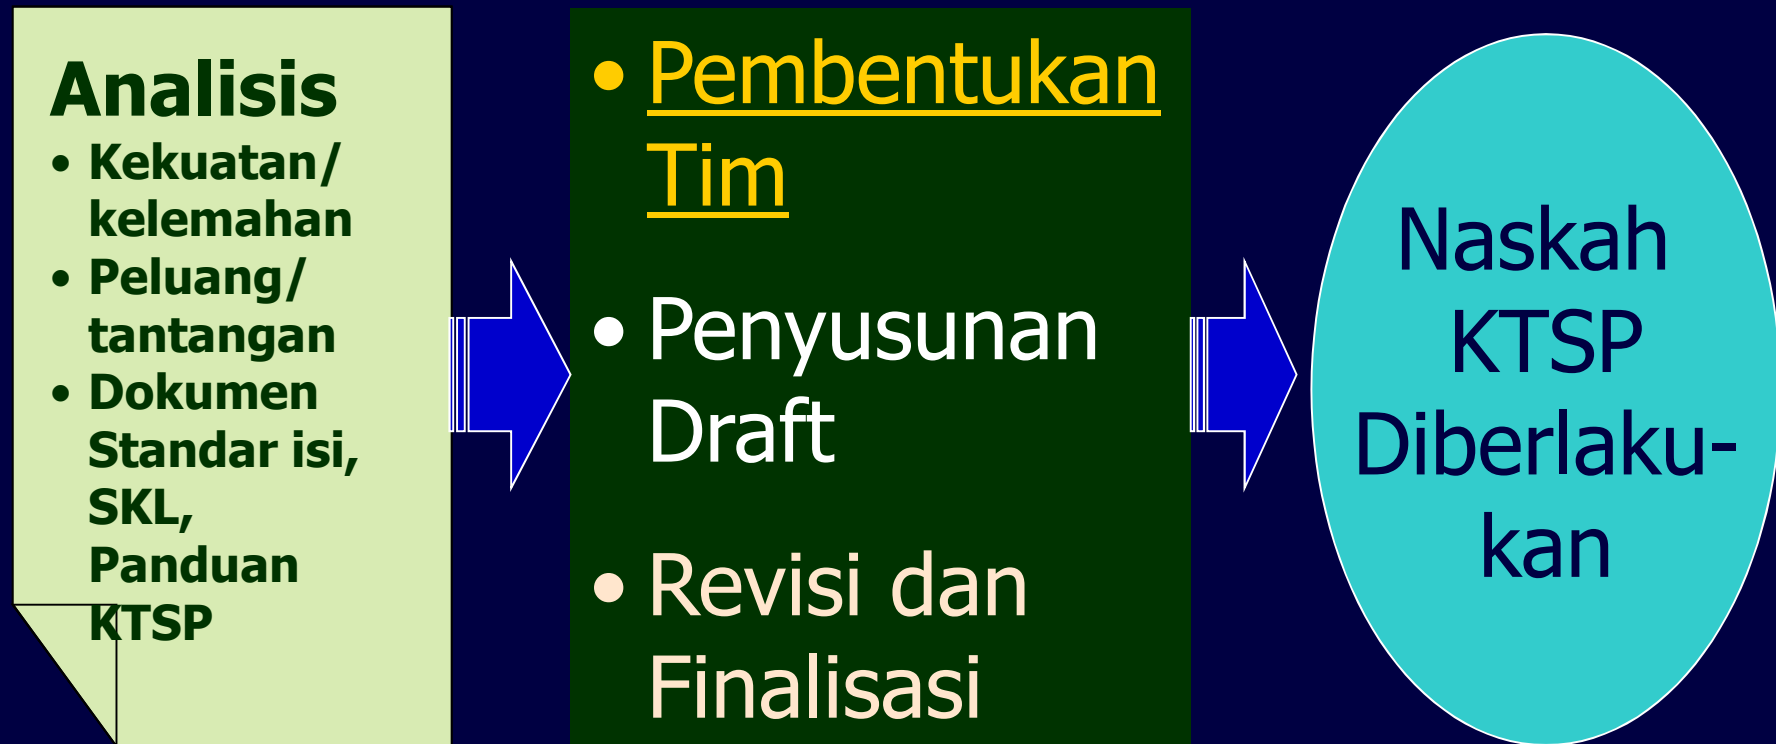 Analisis
• Kekuatan/
kelemahan
• Peluang/
tantangan
• Dokumen
Standar isi,
SKL,
Panduan
KTSP
• Pembentukan
Tim
• Penyusunan
Draft
• Revisi dan
Finalisasi
Naskah
KTSP
Diberlaku-
kan